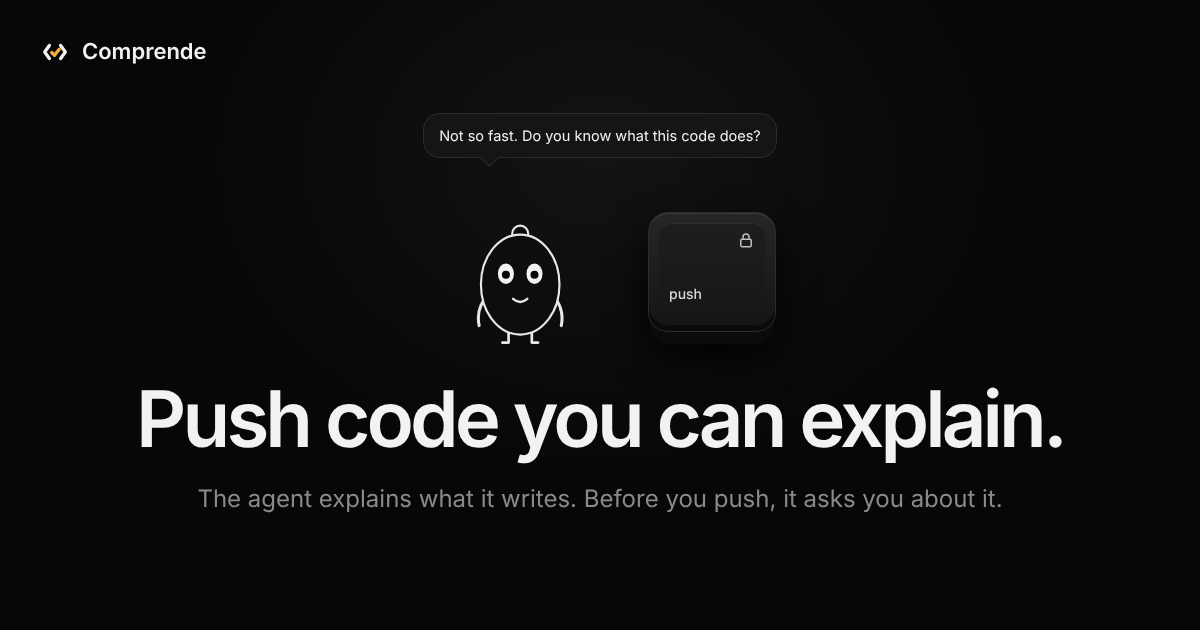 Comprende
Not so fast. Do you know what this code does?
push
Push code you can explain.
The agent explains what it writes. Before you push, it asks you about it.